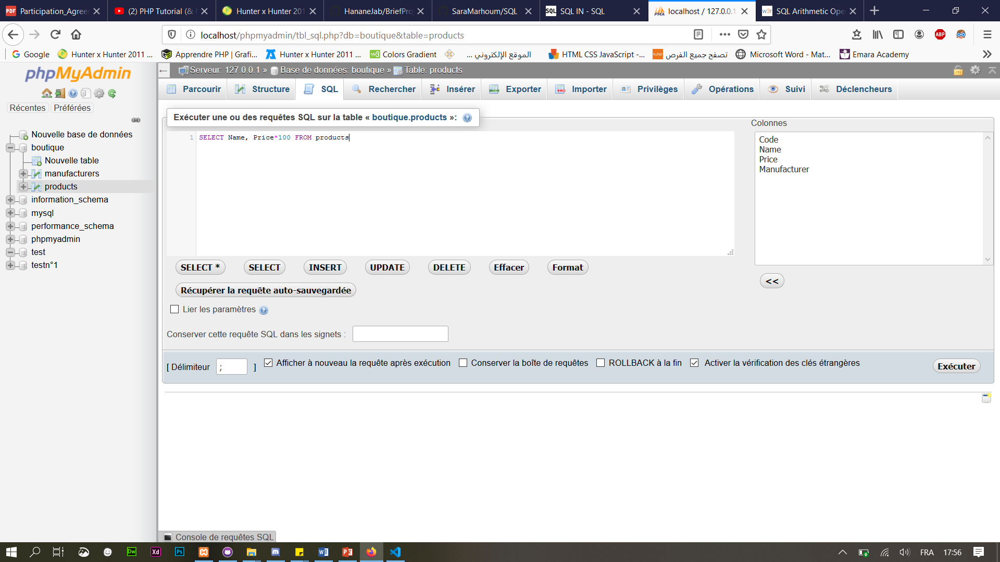 Participation_Agree
(2) PHP Tutorial (&
Hunter x Hunter 201
HananeJab/BriefPro
SaraMarhoum/SQL
SQL IN - SQL
localhost / 127.0.0.1
SQL Arithmetic Ope
localhost/phpmyadmin/tbl_sql.php?db=boutique&table=products
Google
Hunter x Hunter 2011 ...
Apprendre PHP | Grafi...
Hunter x Hunter 2011 ...
Colors Gradient
الموقع الإلكتروني ...
HTML CSS JavaScript -...
تصفح جميع الفرص
Microsoft Word - Mat...
Emara Academy
phpMyAdmin
Récentes Préférées
Nouvelle base de données
boutique
Nouvelle table
manufacturers
products
information_schema
mysql
performance_schema
phpmyadmin
test
testn°1
Serveur: 127.0.0.1 » Base de données: boutique » Table: products
Parcourir Structure SQL Rechercher Insérer Exporter Importer Privilèges Opérations Suivi Déclencheurs
Exécuter une ou des requêtes SQL sur la table « boutique.products »:
1 SELECT Name, Price*100 FROM products
Colonnes
Code
Name
Price
Manufacturer
<<
SELECT * SELECT INSERT UPDATE DELETE Effacer Format
Récupérer la requête auto-sauvegardée
Lier les paramètres
Conserver cette requête SQL dans les signets :
[ Délimiteur ; ] Afficher à nouveau la requête après exécution Conserver la boîte de requêtes ROLLBACK à la fin Activer la vérification des clés étrangères Exécuter
Console de requêtes SQL
FRA 17:56